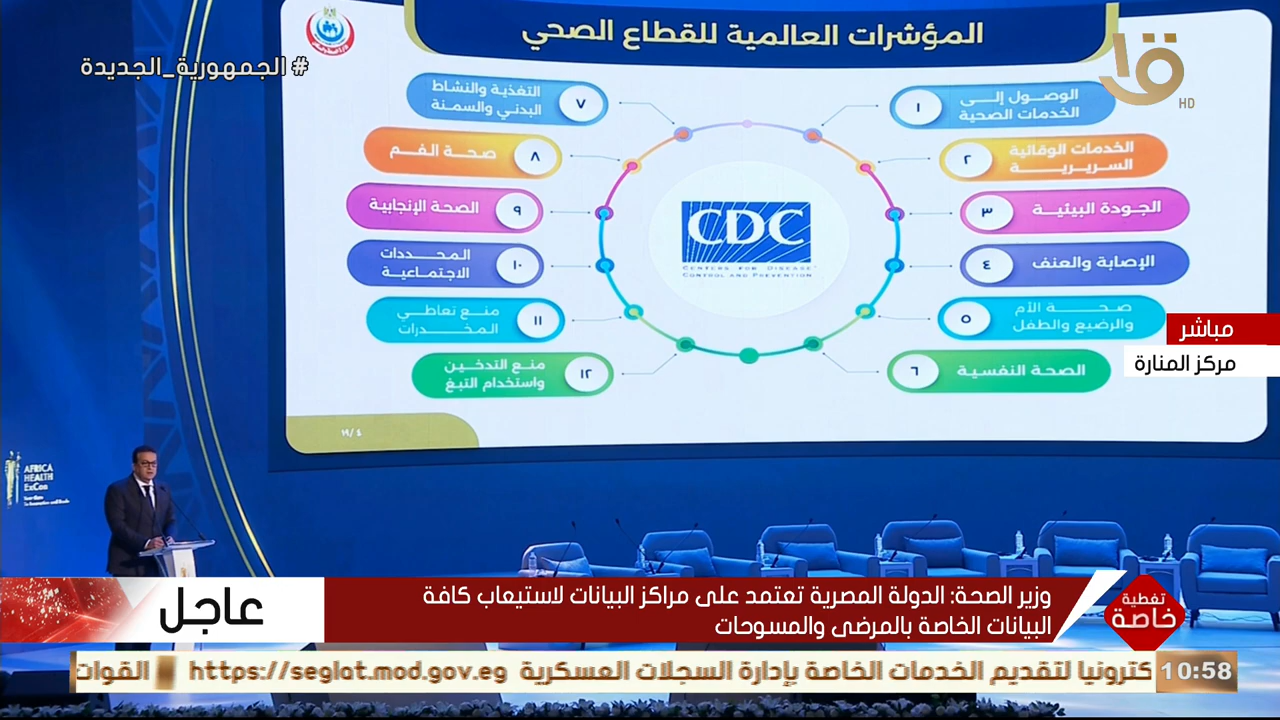 المؤشرات العالمية للقطاع الصحي
#الجمهورية_الجديدة
HD
١
الوصول إلى
الخدمات الصحية
٢
الخدمات الوقائية
السريرية
٣
الجودة البيئية
٤
الإصابة والعنف
٥
صحة الأم
والرضيع والطفل
٦
الصحة النفسية
٧
التغذية والنشاط
البدني والسمنة
٨
صحة الفم
٩
الصحة الإنجابية
١٠
المحددات
الاجتماعية
١١
منع تعاطي
المخدرات
١٢
منع التدخين
واستخدام التبغ
CDC
CENTERS FOR DISEASE
CONTROL AND PREVENTION
١٩/٤
مباشر
مركز المنارة
AFRICA
HEALTH
ExCon
تغطية
خاصة
وزير الصحة: الدولة المصرية تعتمد على مراكز البيانات لاستيعاب كافة
البيانات الخاصة بالمرضى والمسوحات
عاجل
10:58
كترونيا لتقديم الخدمات الخاصة بإدارة السجلات العسكرية https://seglat.mod.gov.eg القوات